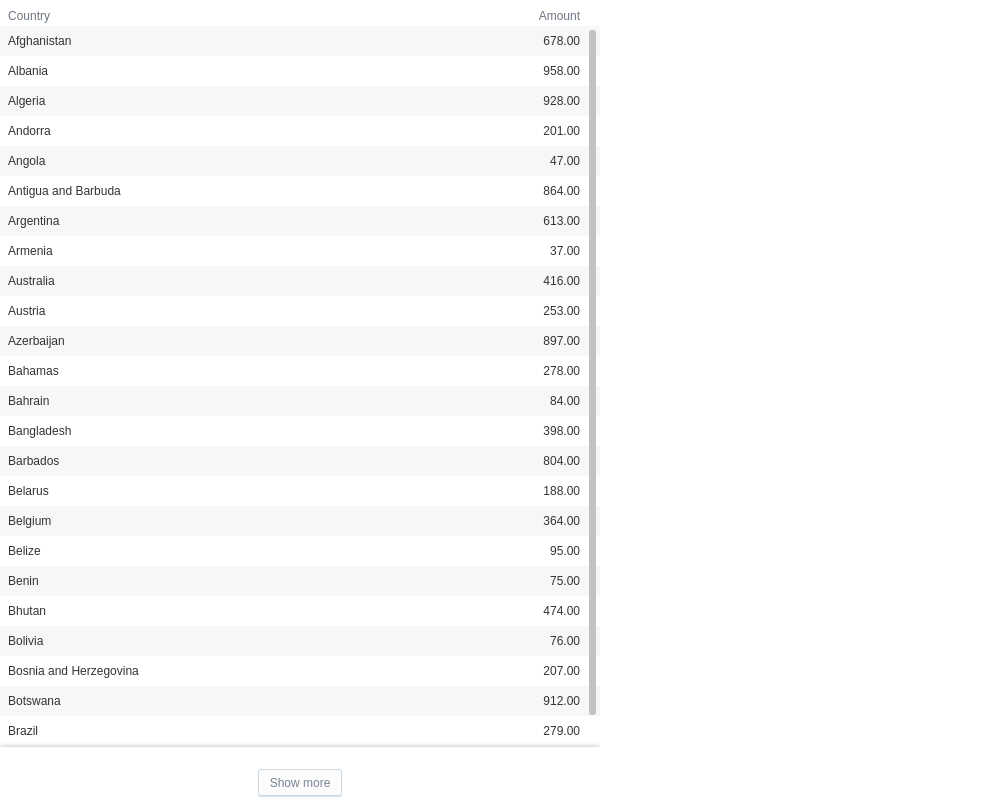 Country Amount
Afghanistan 678.00
Albania 958.00
Algeria 928.00
Andorra 201.00
Angola 47.00
Antigua and Barbuda 864.00
Argentina 613.00
Armenia 37.00
Australia 416.00
Austria 253.00
Azerbaijan 897.00
Bahamas 278.00
Bahrain 84.00
Bangladesh 398.00
Barbados 804.00
Belarus 188.00
Belgium 364.00
Belize 95.00
Benin 75.00
Bhutan 474.00
Bolivia 76.00
Bosnia and Herzegovina 207.00
Botswana 912.00
Brazil 279.00
Show more